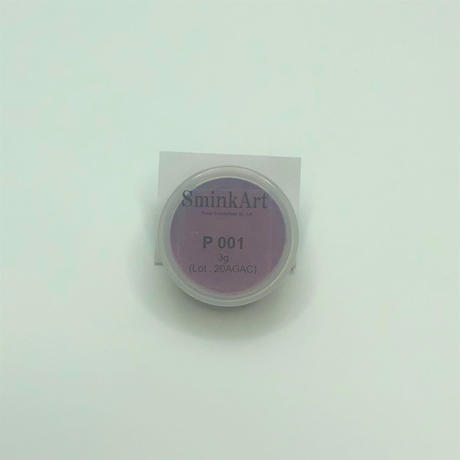 SminkArt
P 001
3g
(Lot : 20AGAC)